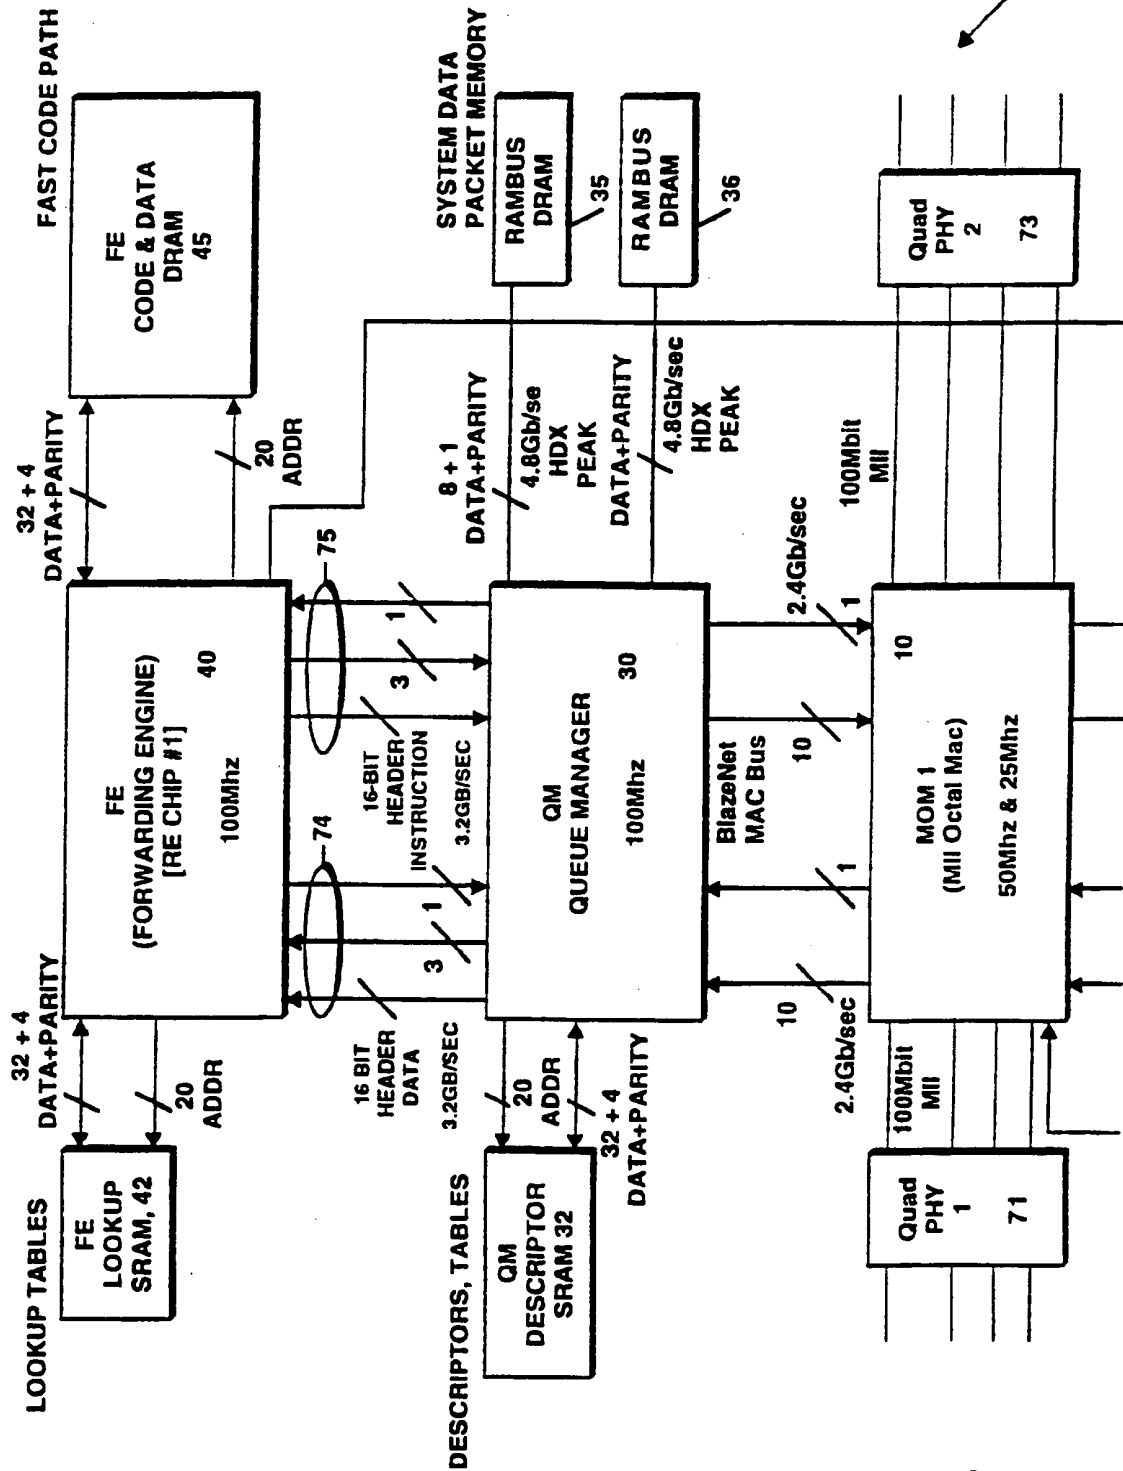 LOOKUP TABLES
FE
LOOKUP
SRAM, 42
32 + 4
DATA+PARITY
20
ADDR
FE
(FORWARDING ENGINE)
[RE CHIP #1]
40
100Mhz
32 + 4
DATA+PARITY
20
ADDR
FAST CODE PATH
FE
CODE & DATA
DRAM
45
74
75
16 BIT
HEADER
DATA
3.2GB/SEC
3
1
16-BIT
HEADER
INSTRUCTION
3.2GB/SEC
3
1
DESCRIPTORS, TABLES
QM
DESCRIPTOR
SRAM 32
20
ADDR
32 + 4
DATA+PARITY
QM
QUEUE MANAGER
30
100Mhz
8 + 1
DATA+PARITY
4.8Gb/se
HDX
PEAK
DATA+PARITY
4.8Gb/sec
HDX
PEAK
SYSTEM DATA
PACKET MEMORY
RAMBUS
DRAM
35
RAMBUS
DRAM
36
10
2.4Gb/sec
1
BlazeNet
MAC Bus
10
2.4Gb/sec
1
Quad
PHY
1
71
100Mbit
MII
MOM 1
(MII Octal Mac)
10
50Mhz & 25Mhz
100Mbit
MII
Quad
PHY
2
73